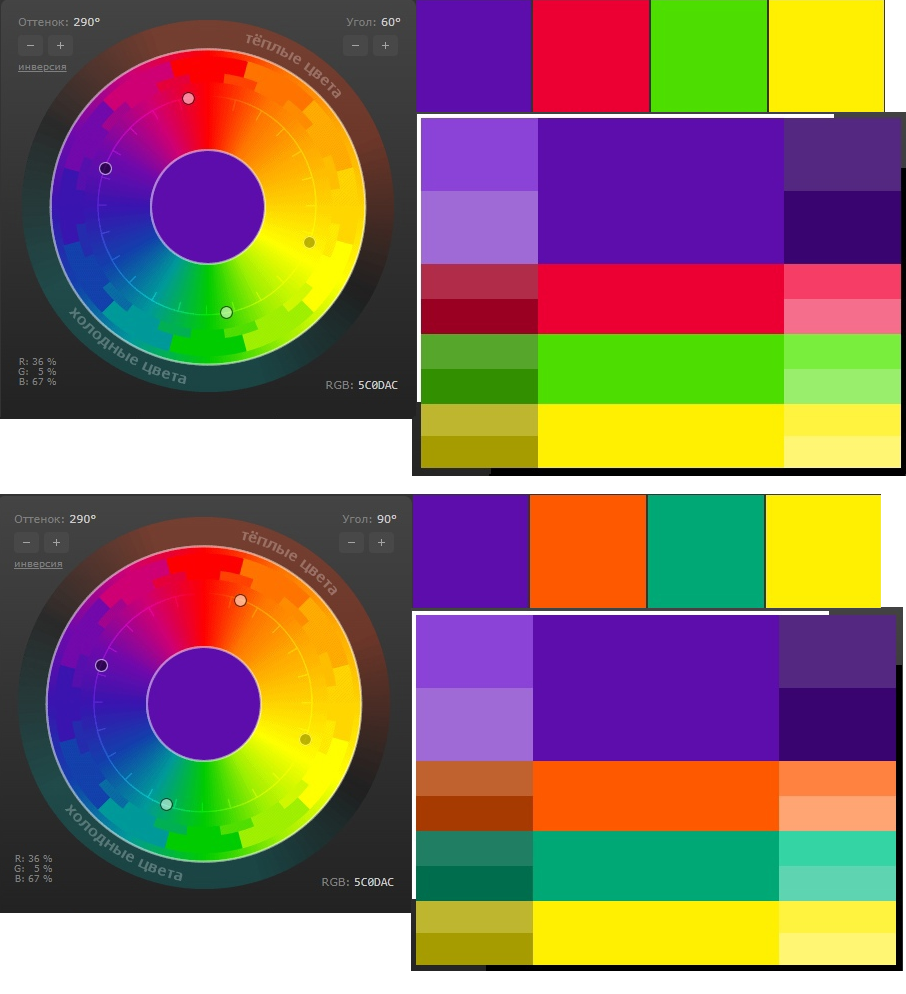 Оттенок: 290° Угол: 60°
− + − +
инверсия
тёплые цвета
холодные цвета
R: 36 %
G: 5 %
B: 67 % RGB: 5C0DAC
Оттенок: 290° Угол: 90°
− + − +
инверсия
тёплые цвета
холодные цвета
R: 36 %
G: 5 %
B: 67 % RGB: 5C0DAC